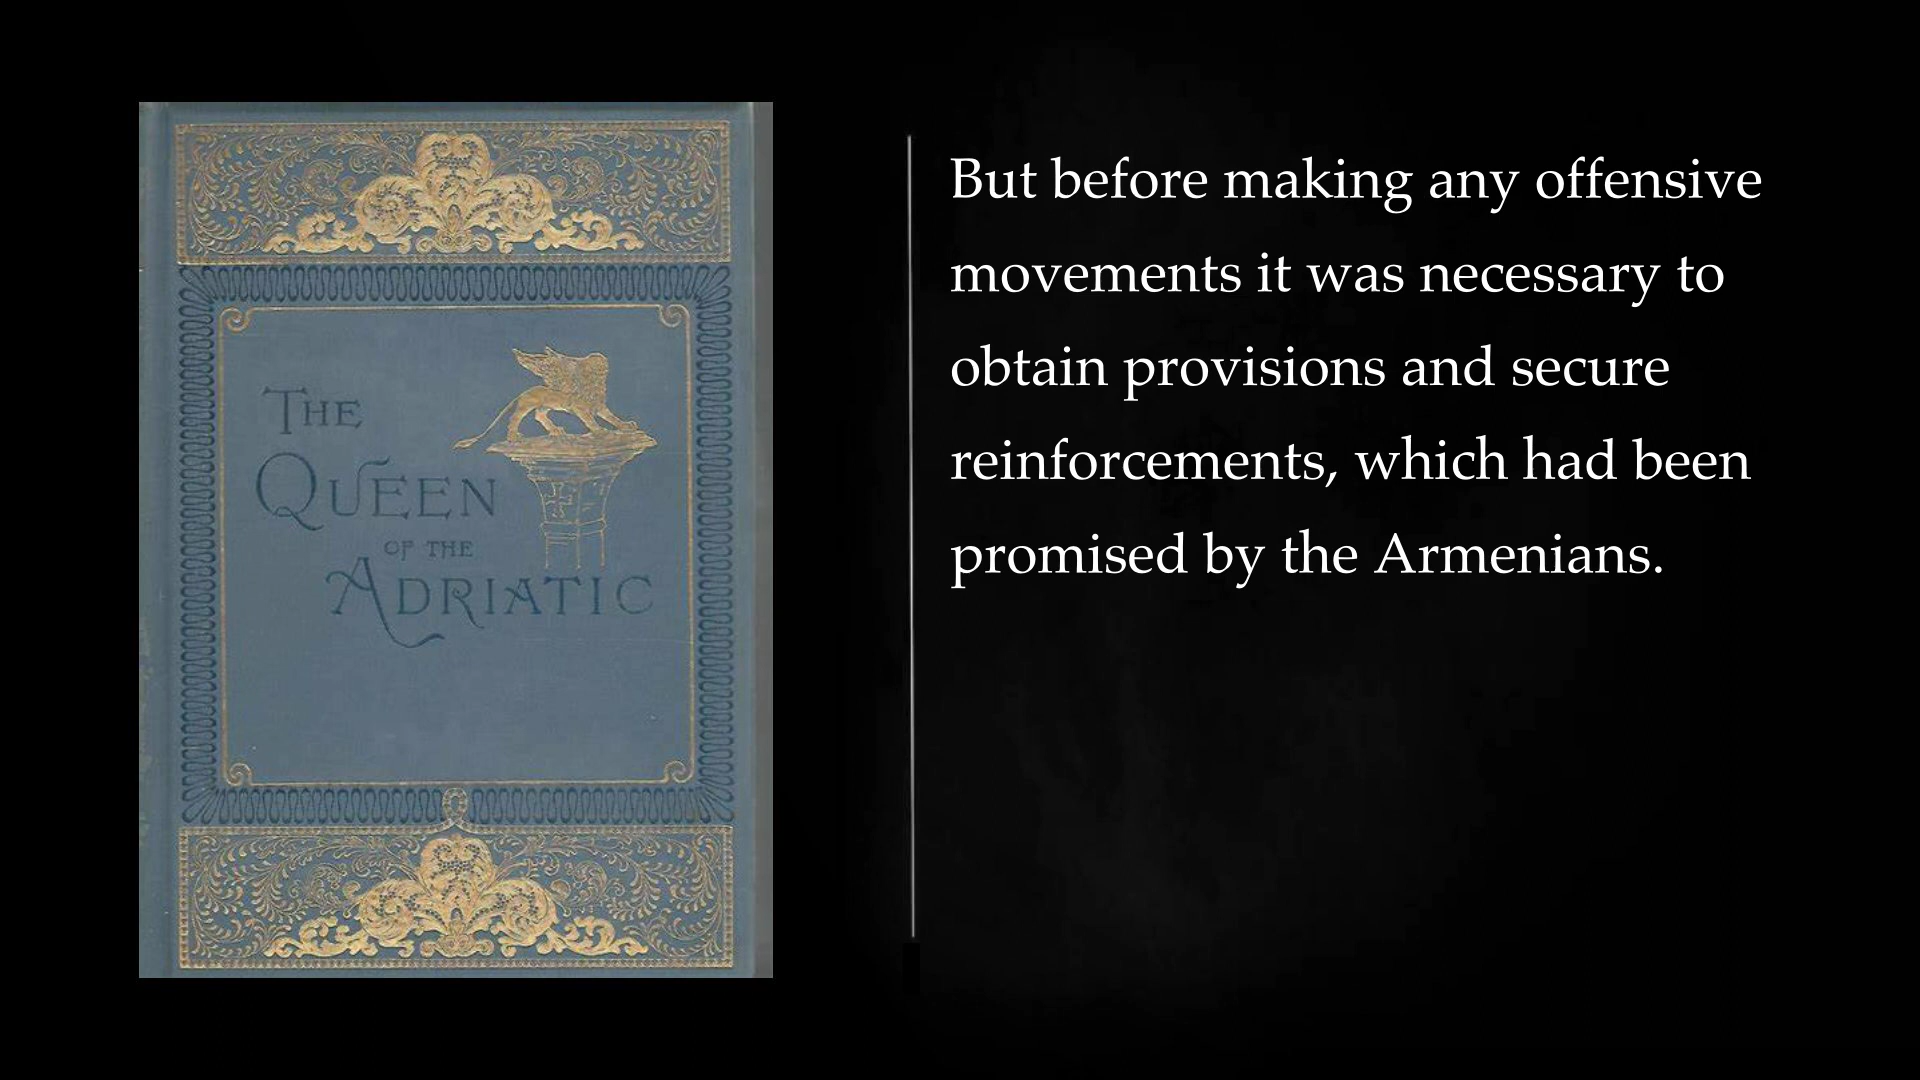 THE
QUEEN
OF THE
ADRIATIC
But before making any offensive
movements it was necessary to
obtain provisions and secure
reinforcements, which had been
promised by the Armenians.